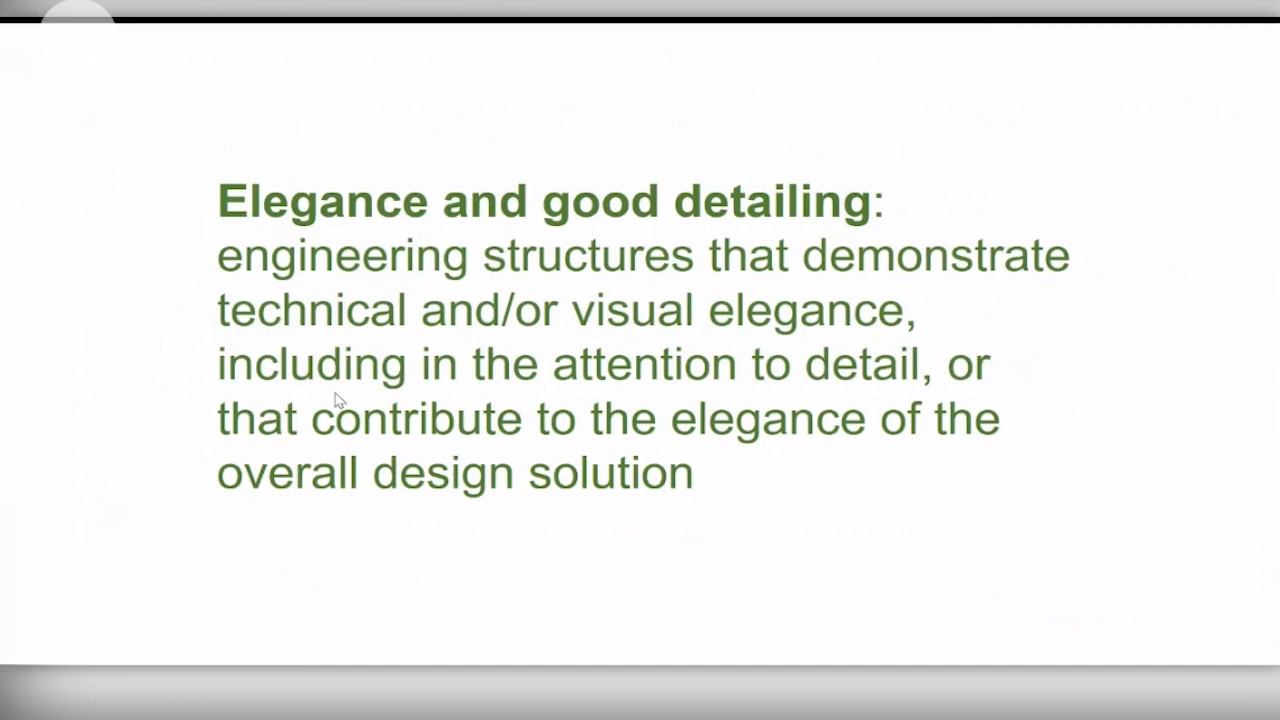 Elegance and good detailing:
engineering structures that demonstrate
technical and/or visual elegance,
including in the attention to detail, or
that contribute to the elegance of the
overall design solution